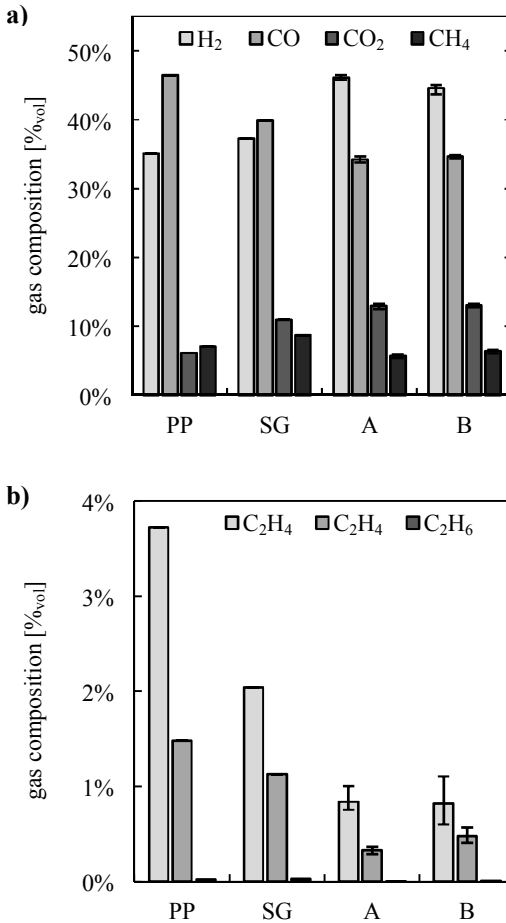 a)
H₂ CO CO₂ CH₄
gas composition [%vol]
50%
40%
30%
20%
10%
0%
PP SG A B
b)
C₂H₄ C₂H₄ C₂H₆
gas composition [%vol]
4%
3%
2%
1%
0%
PP SG A B